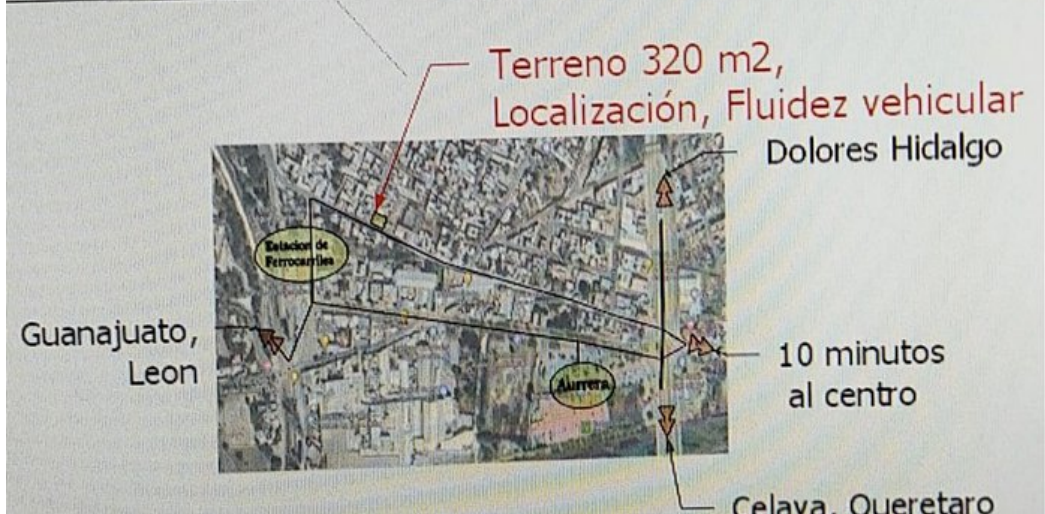 Terreno 320 m2,
Localización, Fluidez vehicular
Dolores Hidalgo
Estacion de
Ferrocarriles
Guanajuato,
Leon
10 minutos
al centro
Aurrera
Celaya, Queretaro